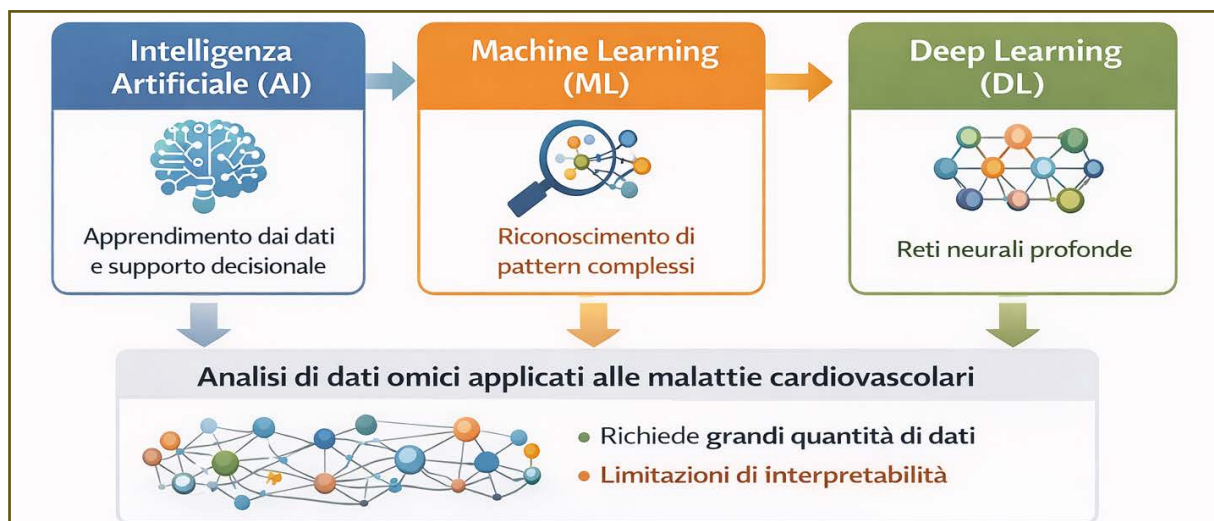 Intelligenza
Artificiale (AI)
Apprendimento dai dati
e supporto decisionale
Machine Learning
(ML)
Riconoscimento di
pattern complessi
Deep Learning
(DL)
Reti neurali profonde
Analisi di dati omici applicati alle malattie cardiovascolari
• Richiede grandi quantità di dati
• Limitazioni di interpretabilità